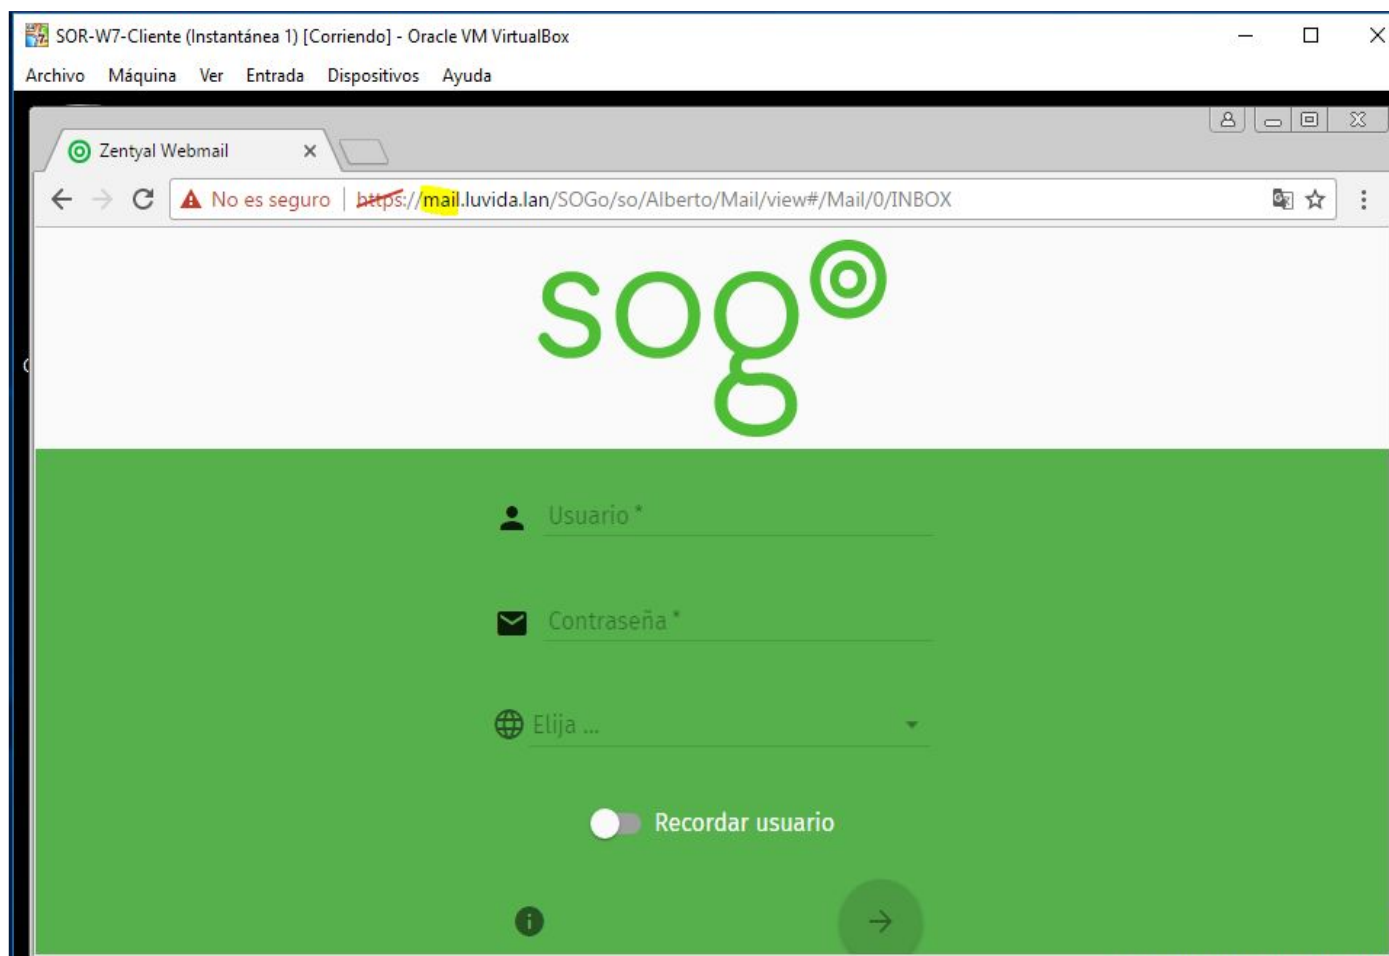 SOR-W7-Cliente (Instantánea 1) [Corriendo] - Oracle VM VirtualBox
Archivo Máquina Ver Entrada Dispositivos Ayuda
Zentyal Webmail
No es seguro | https://mail.luvida.lan/SOGo/so/Alberto/Mail/view#/Mail/0/INBOX
sogo
Usuario *
Contraseña *
Elija ...
Recordar usuario